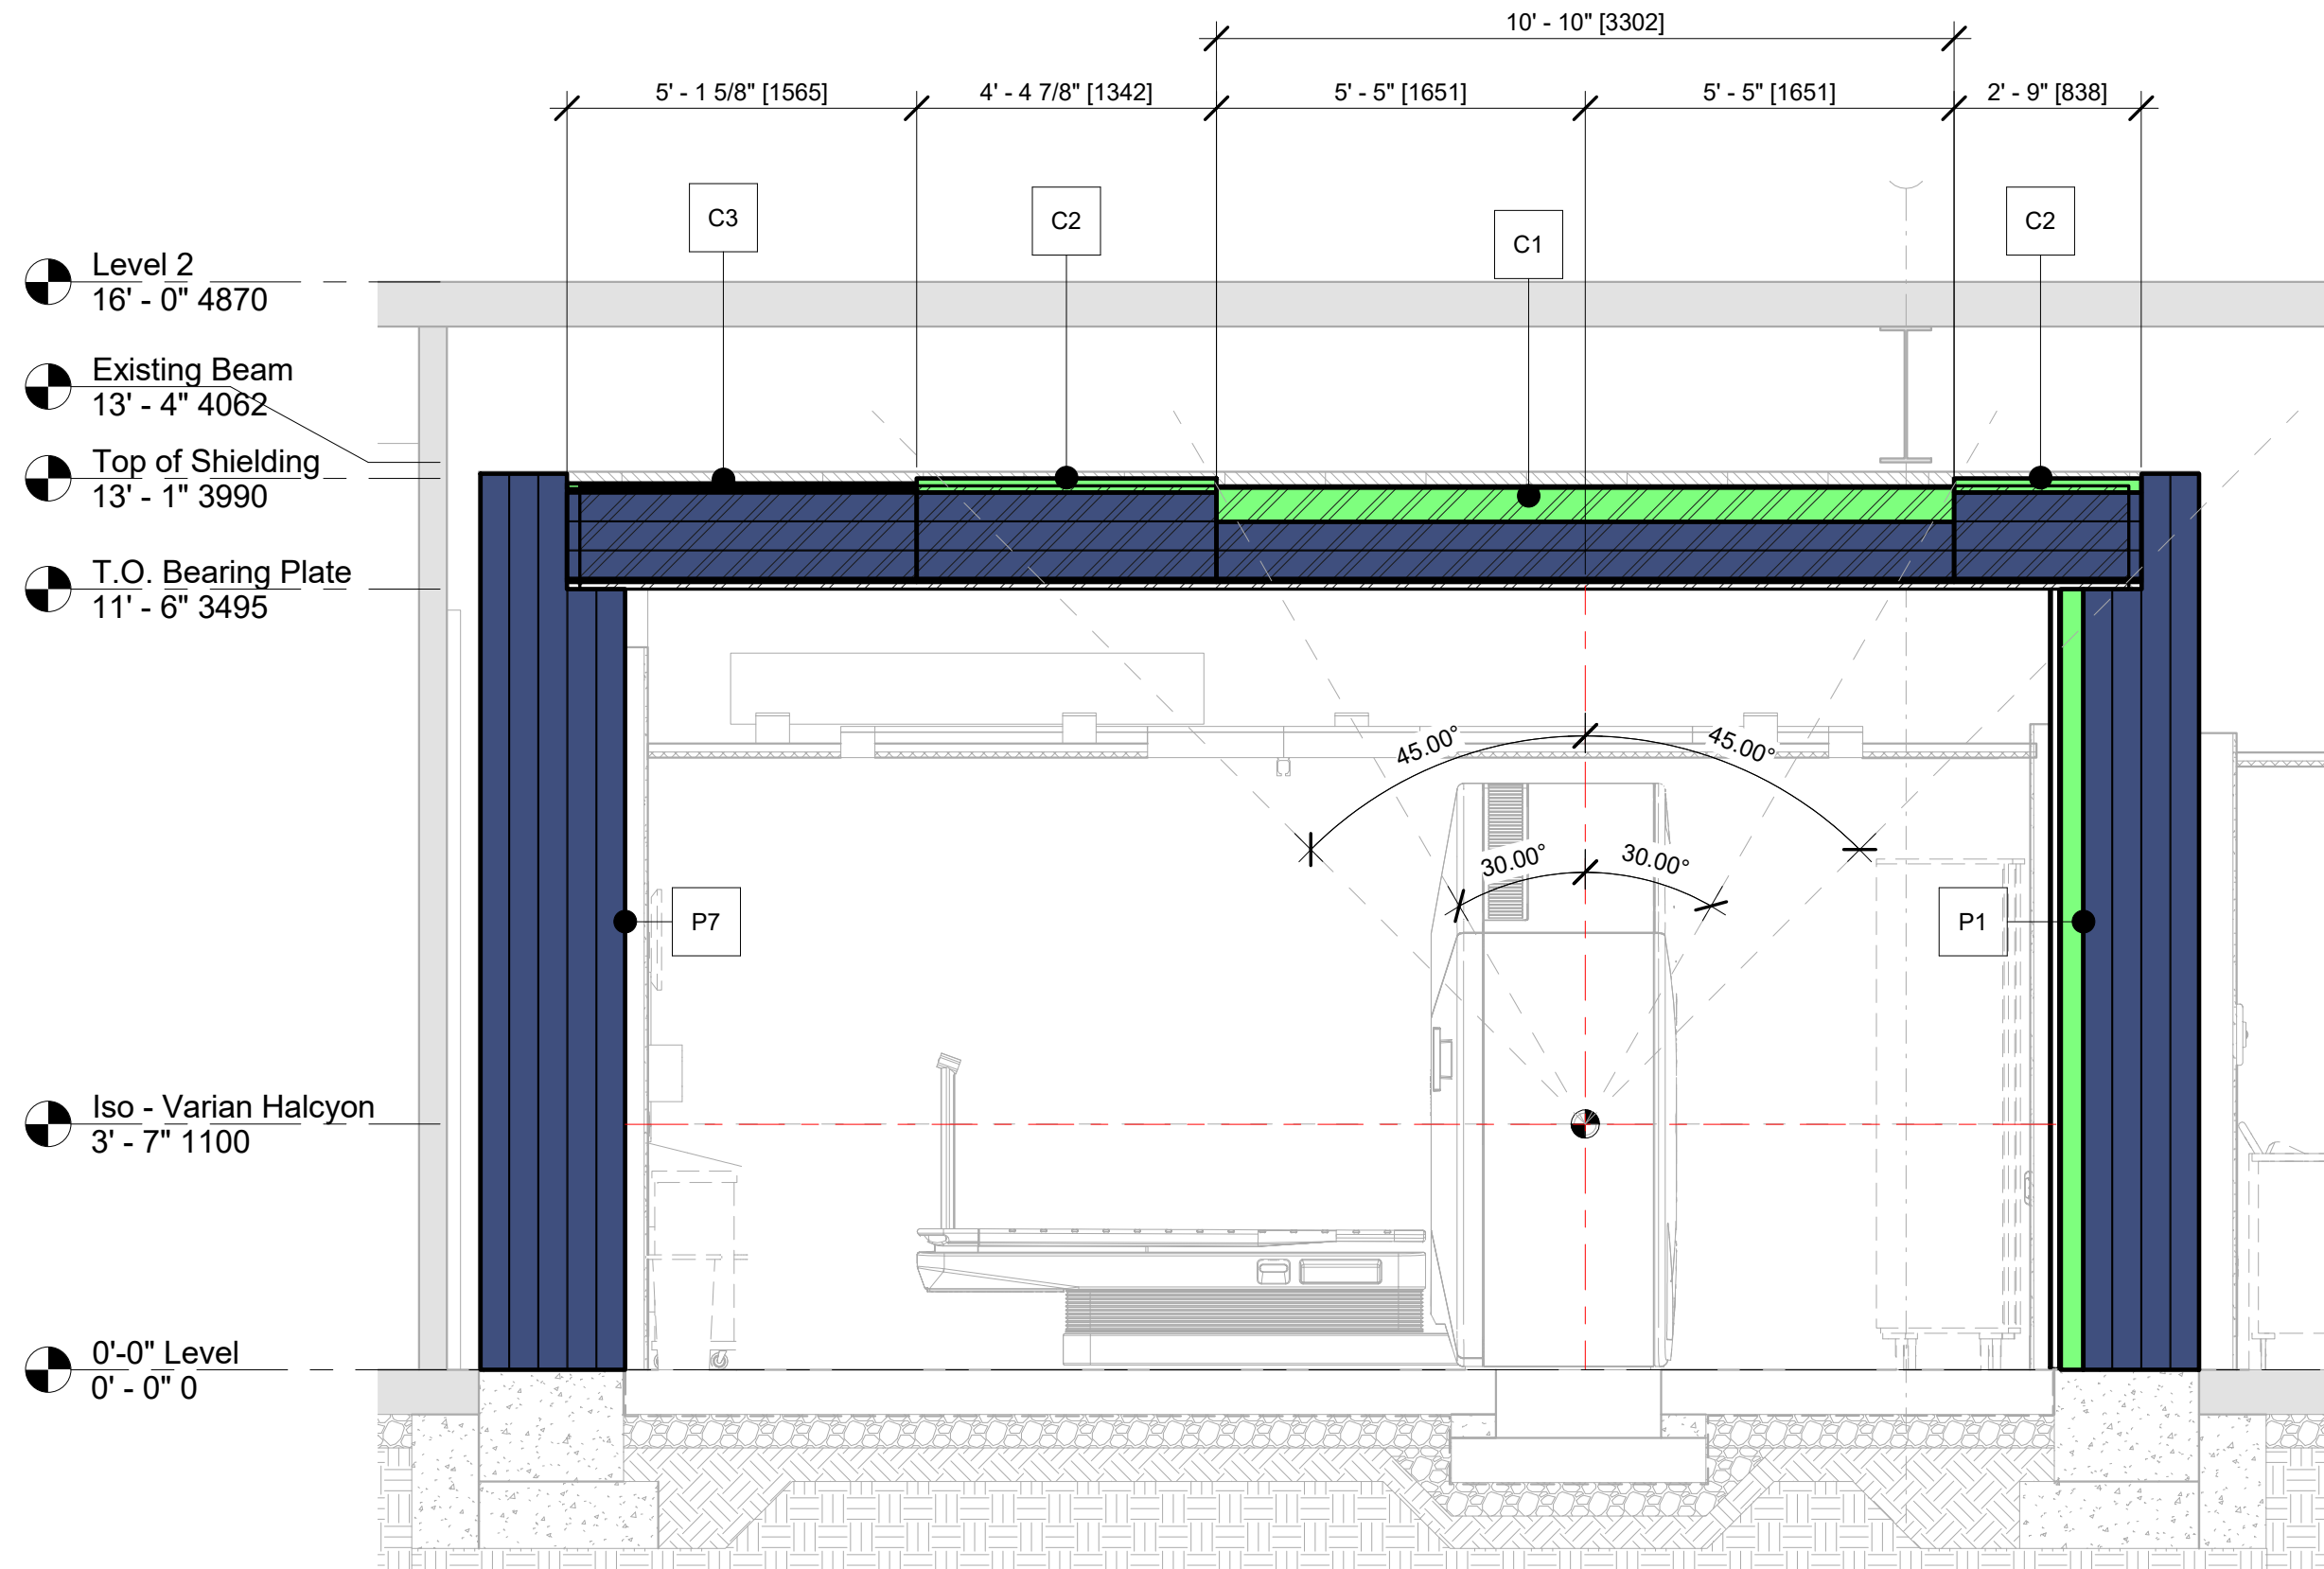 10' - 10" [3302]
5' - 1 5/8" [1565]
4' - 4 7/8" [1342]
5' - 5" [1651]
5' - 5" [1651]
2' - 9" [838]
C3
C2
C1
C2
Level 2
16' - 0" 4870
Existing Beam
13' - 4" 4062
Top of Shielding
13' - 1" 3990
T.O. Bearing Plate
11' - 6" 3495
45.00°
45.00°
30.00°
30.00°
P7
P1
Iso - Varian Halcyon
3' - 7" 1100
0'-0" Level
0' - 0" 0